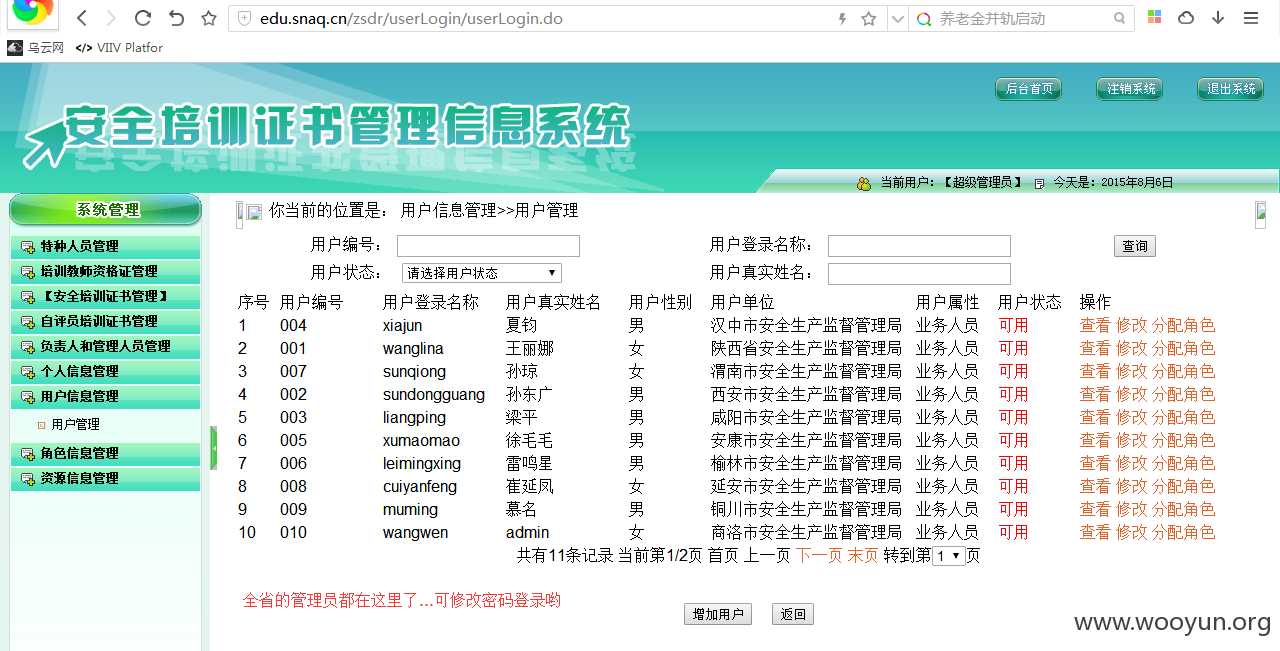 edu.snaq.cn/zsdr/userLogin/userLogin.do
养老金并轨启动
乌云网 </> VIIV Platfor
后台首页 注销系统 退出系统
安全培训证书管理信息系统
当前用户：【超级管理员】 今天是：2015年8月6日
系统管理
特种人员管理
培训教师资格证管理
【安全培训证书管理】
自评员培训证书管理
负责人和管理人员管理
个人信息管理
用户信息管理
用户管理
角色信息管理
资源信息管理
你当前的位置是： 用户信息管理>>用户管理
用户编号： 用户登录名称： 查询
用户状态： 请选择用户状态 用户真实姓名：
序号 用户编号 用户登录名称 用户真实姓名 用户性别 用户单位 用户属性 用户状态 操作
1 004 xiajun 夏钧 男 汉中市安全生产监督管理局 业务人员 可用 查看 修改 分配角色
2 001 wanglina 王丽娜 女 陕西省安全生产监督管理局 业务人员 可用 查看 修改 分配角色
3 007 sunqiong 孙琼 女 渭南市安全生产监督管理局 业务人员 可用 查看 修改 分配角色
4 002 sundongguang 孙东广 男 西安市安全生产监督管理局 业务人员 可用 查看 修改 分配角色
5 003 liangping 梁平 男 咸阳市安全生产监督管理局 业务人员 可用 查看 修改 分配角色
6 005 xumaomao 徐毛毛 男 安康市安全生产监督管理局 业务人员 可用 查看 修改 分配角色
7 006 leimingxing 雷鸣星 男 榆林市安全生产监督管理局 业务人员 可用 查看 修改 分配角色
8 008 cuiyanfeng 崔延凤 女 延安市安全生产监督管理局 业务人员 可用 查看 修改 分配角色
9 009 muming 慕名 男 铜川市安全生产监督管理局 业务人员 可用 查看 修改 分配角色
10 010 wangwen admin 女 商洛市安全生产监督管理局 业务人员 可用 查看 修改 分配角色
共有11条记录 当前第1/2页 首页 上一页 下一页 末页 转到第 1 页
全省的管理员都在这里了...可修改密码登录哟
增加用户 返回
www.wooyun.org